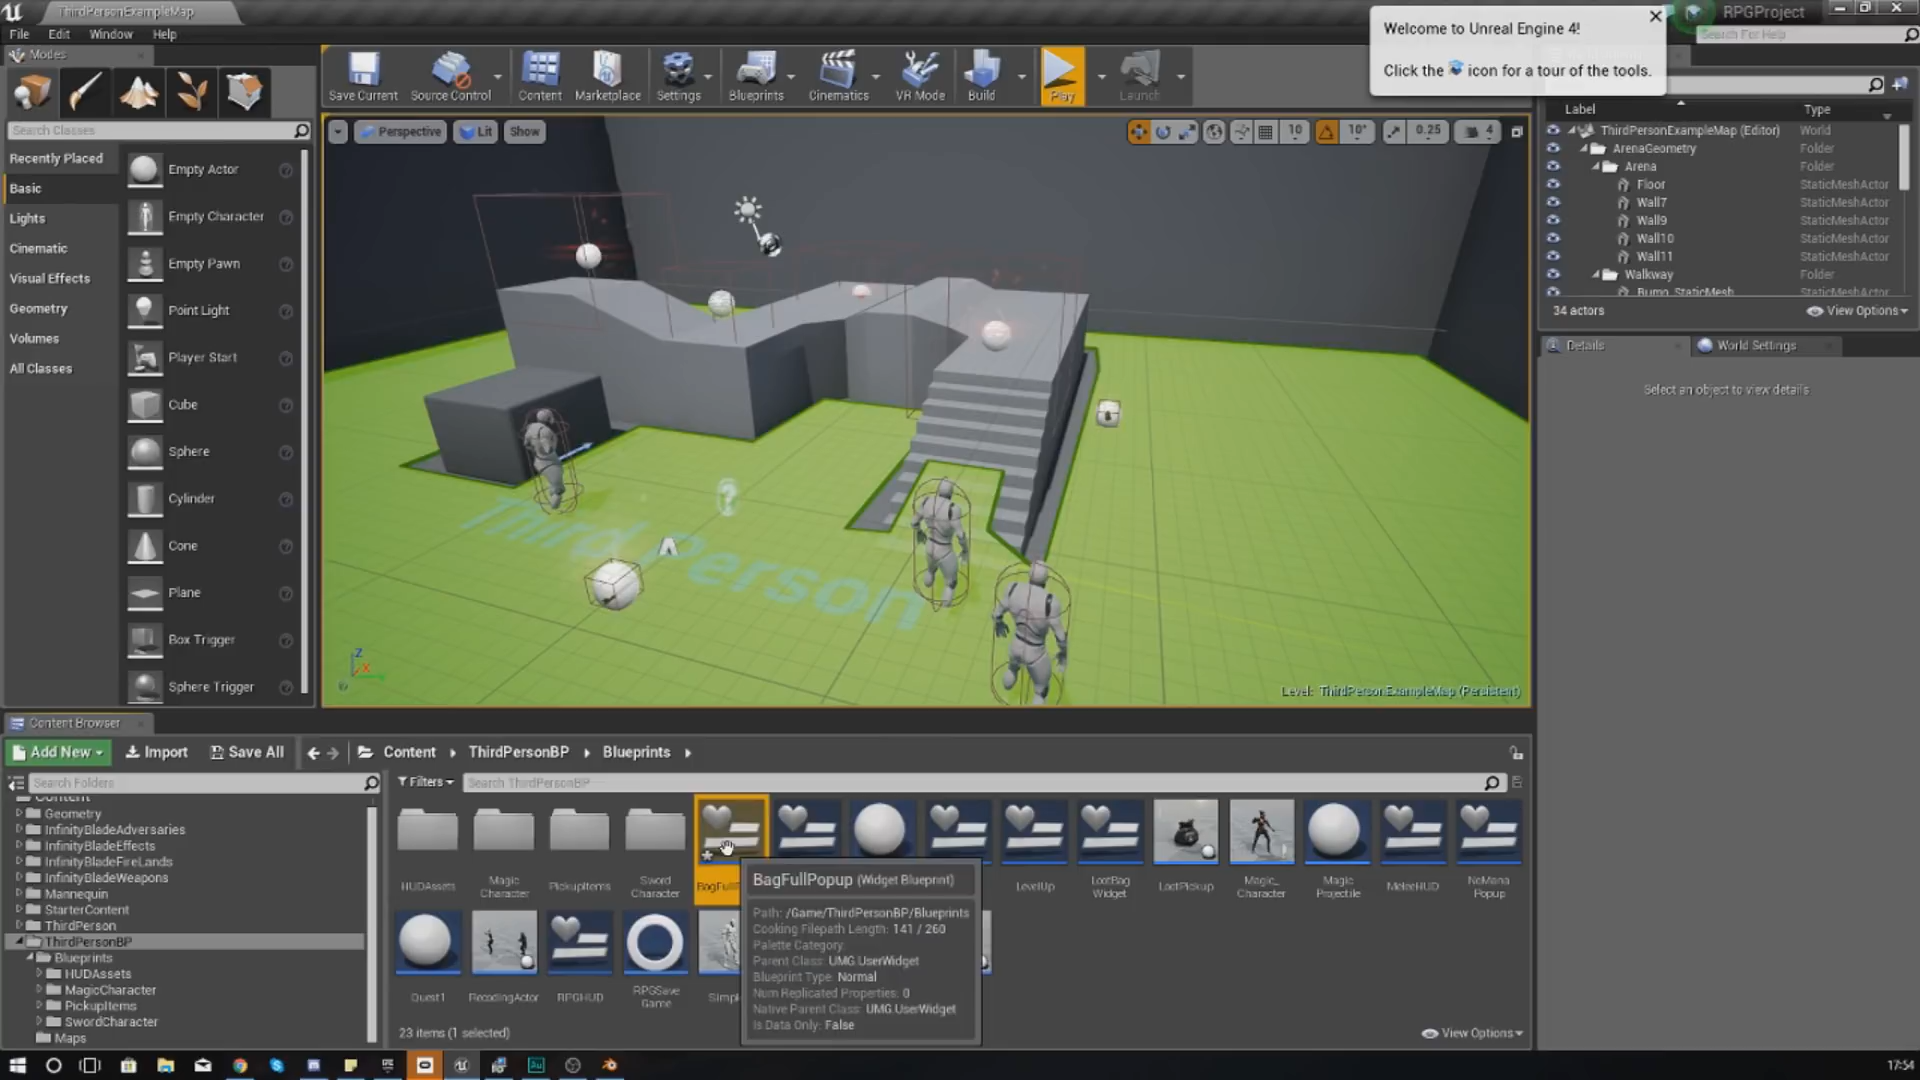 ThirdPersonExampleMap
RPGProject
File Edit Window Help
Search For Help
Welcome to Unreal Engine 4!
Click the icon for a tour of the tools.
Modes
Save Current
Source Control
Content
Marketplace
Settings
Blueprints
Cinematics
VR Mode
Build
Play
Launch
Search Classes
Recently Placed
Basic
Lights
Cinematic
Visual Effects
Geometry
Volumes
All Classes
Empty Actor
Empty Character
Empty Pawn
Point Light
Player Start
Cube
Sphere
Cylinder
Cone
Plane
Box Trigger
Sphere Trigger
Perspective
Lit
Show
10
10°
0.25
4
Third Person
Level: ThirdPersonExampleMap (Persistent)
Label Type
ThirdPersonExampleMap (Editor) World
ArenaGeometry Folder
Arena Folder
Floor StaticMeshActor
Wall7 StaticMeshActor
Wall9 StaticMeshActor
Wall10 StaticMeshActor
Wall11 StaticMeshActor
Walkway Folder
Bump_StaticMesh StaticMeshActor
34 actors
View Options
Details
World Settings
Select an object to view details
Content Browser
Add New
Import
Save All
Content
ThirdPersonBP
Blueprints
Search Folders
Filters
Search ThirdPersonBP
Content
Geometry
InfinityBladeAdversaries
InfinityBladeEffects
InfinityBladeFireLands
InfinityBladeWeapons
Mannequin
StarterContent
ThirdPerson
ThirdPersonBP
Blueprints
HUDAssets
MagicCharacter
PickupItems
SwordCharacter
Maps
HUDAssets
Magic
Character
PickupItems
Sword
Character
LevelUp
LootBag
Widget
LootPickup
Magic_
Character
Magic
Projectile
MeleeHUD
NoMana
Popup
Quest1
RecodingActor
RPGHUD
RPGSave
Game
BagFullPopup (Widget Blueprint)
Path: /Game/ThirdPersonBP/Blueprints
Cooking Filepath Length: 141 / 260
Palette Category:
Parent Class: UMG.UserWidget
Blueprint Type: Normal
Num Replicated Properties: 0
Native Parent Class: UMG.UserWidget
Is Data Only: False
23 items (1 selected)
View Options
17:54